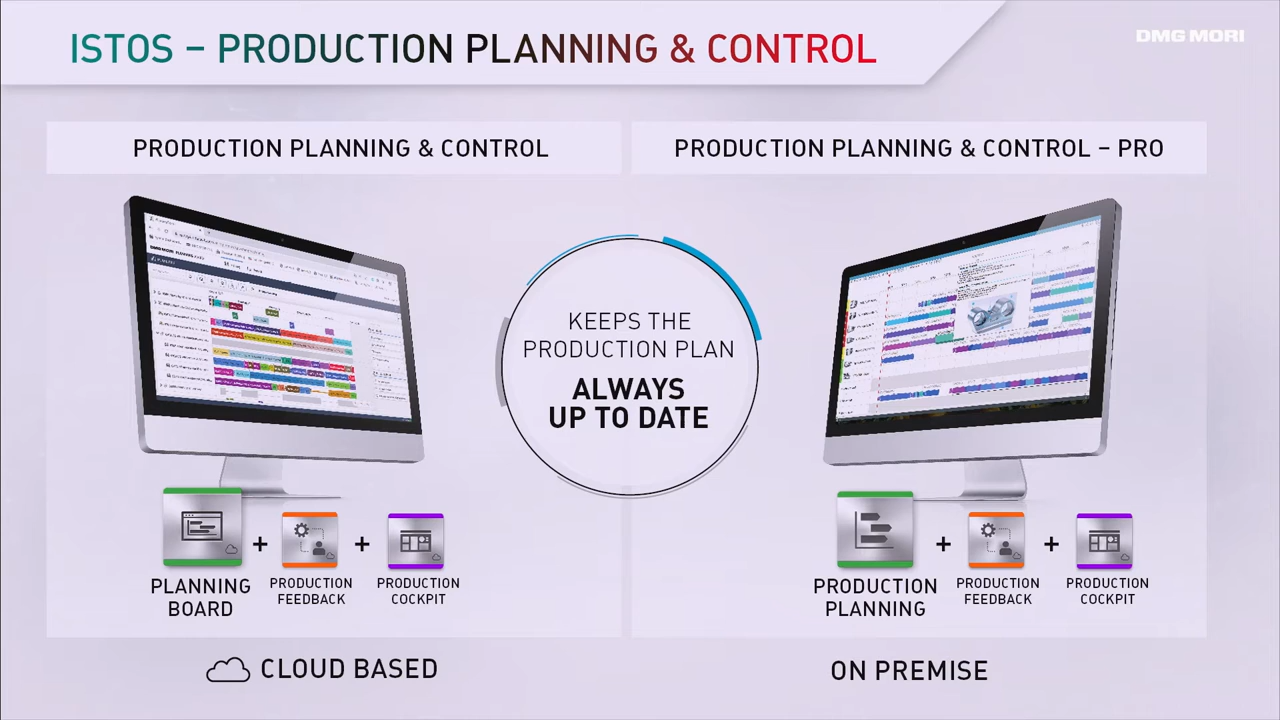 ISTOS – PRODUCTION PLANNING & CONTROL
DMG MORI
PRODUCTION PLANNING & CONTROL
PRODUCTION PLANNING & CONTROL – PRO
KEEPS THE
PRODUCTION PLAN
ALWAYS
UP TO DATE
PLANNING
BOARD
+
PRODUCTION
FEEDBACK
+
PRODUCTION
COCKPIT
PRODUCTION
PLANNING
+
PRODUCTION
FEEDBACK
+
PRODUCTION
COCKPIT
CLOUD BASED
ON PREMISE